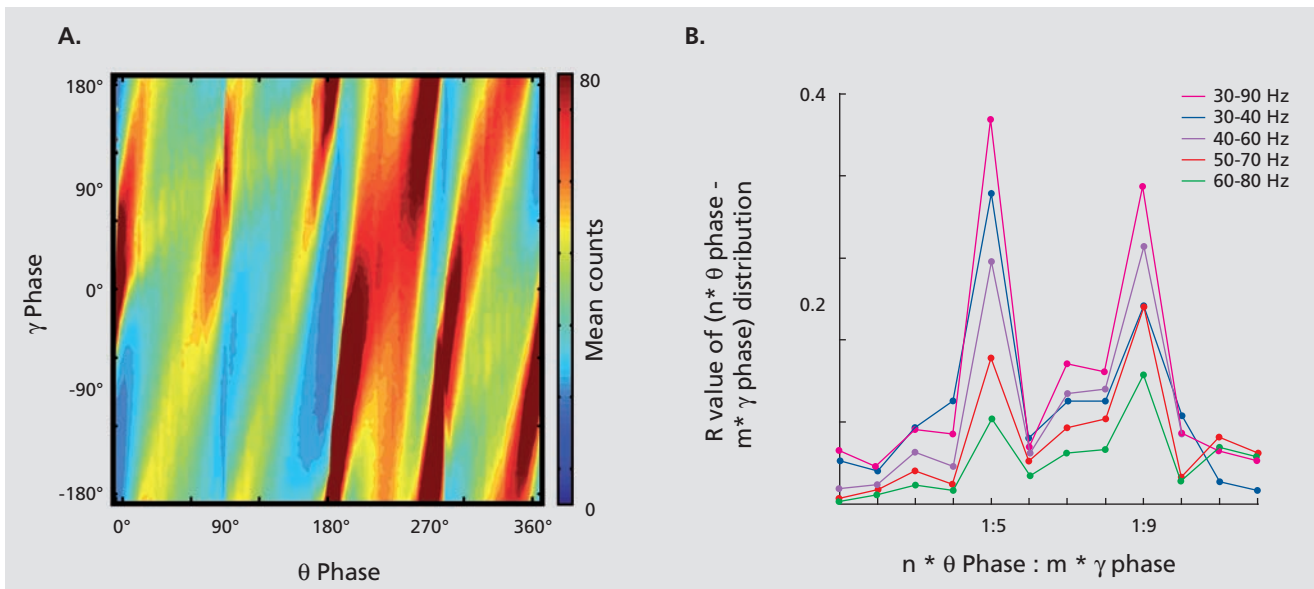 A.
180°
90°
0°
-90°
-180°
γ Phase
0°
90°
180°
270°
360°
θ Phase
80
0
Mean counts
B.
0.4
0.2
R value of (n* θ phase -
m* γ phase) distribution
30-90 Hz
30-40 Hz
40-60 Hz
50-70 Hz
60-80 Hz
1:5
1:9
n * θ Phase : m * γ phase